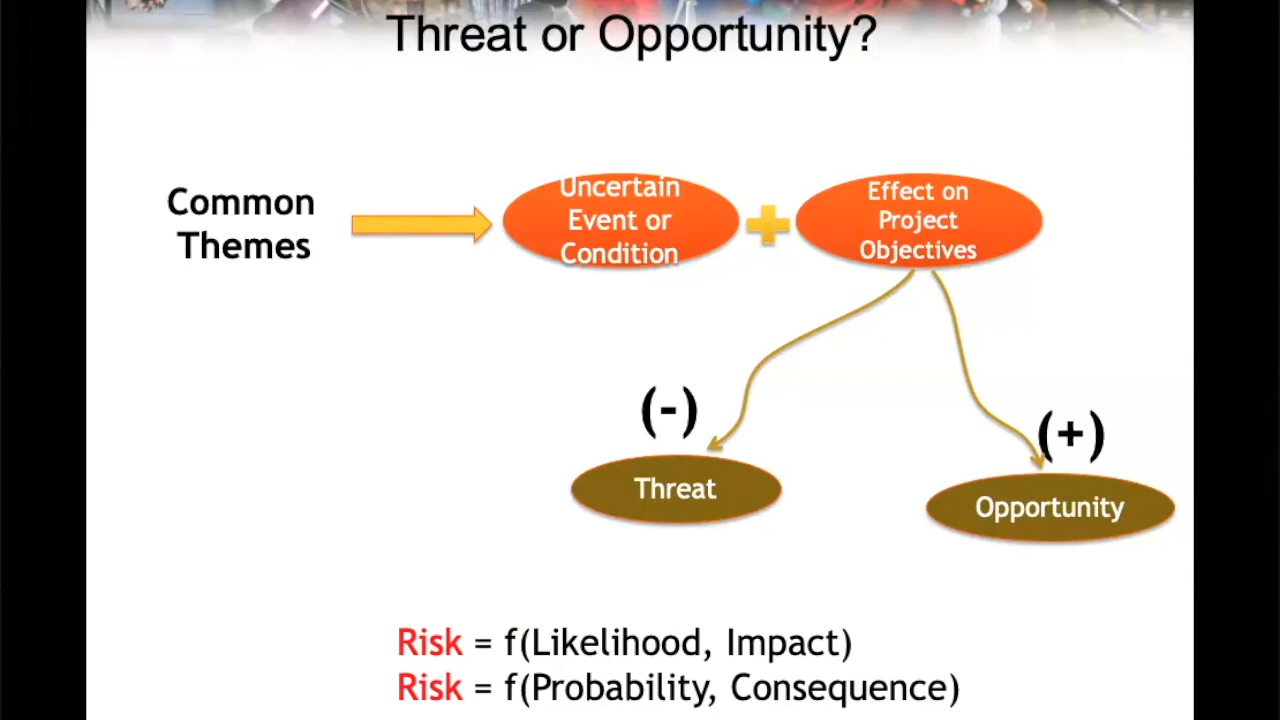 Threat or Opportunity?
Common
Themes
Uncertain
Event or
Condition
Effect on
Project
Objectives
(-)
(+)
Threat
Opportunity
Risk = f(Likelihood, Impact)
Risk = f(Probability, Consequence)